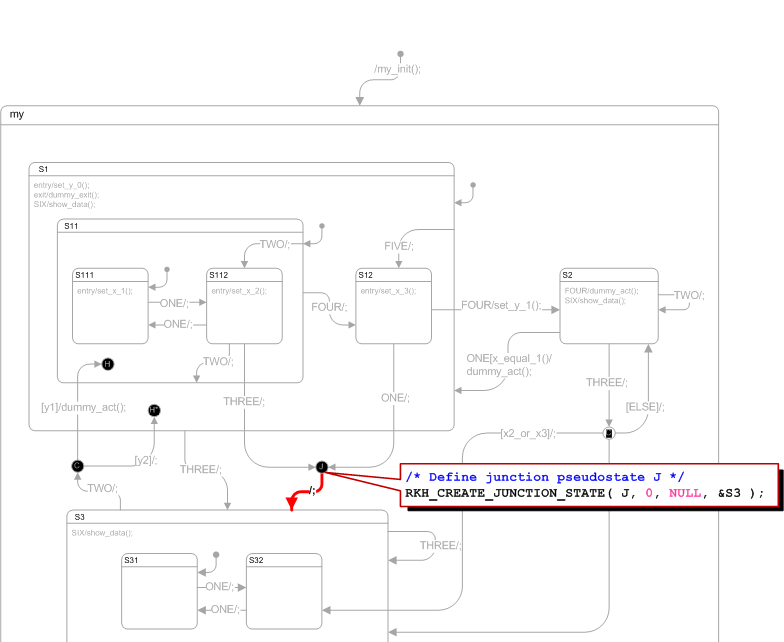 /my_init();
my
S1
entry/set_y_0();
exit/dummy_exit();
SIX/show_data();
S11
TWO/;
FIVE/;
S111
entry/set_x_1();
ONE/;
ONE/;
S112
entry/set_x_2();
FOUR/;
S12
entry/set_x_3();
FOUR/set_y_1();
S2
FOUR/dummy_act();
SIX/show_data();
TWO/;
TWO/;
H
ONE[x_equal_1()/
dummy_act();
THREE/;
[y1]/dummy_act();
H*
THREE/;
ONE/;
[ELSE]/;
[x2_or_x3]/;
C
[y2]/;
THREE/;
J
TWO/;
/;
/* Define junction pseudostate J */
RKH_CREATE_JUNCTION_STATE( J, 0, NULL, &S3 );
S3
SIX/show_data();
THREE/;
S31
ONE/;
ONE/;
S32